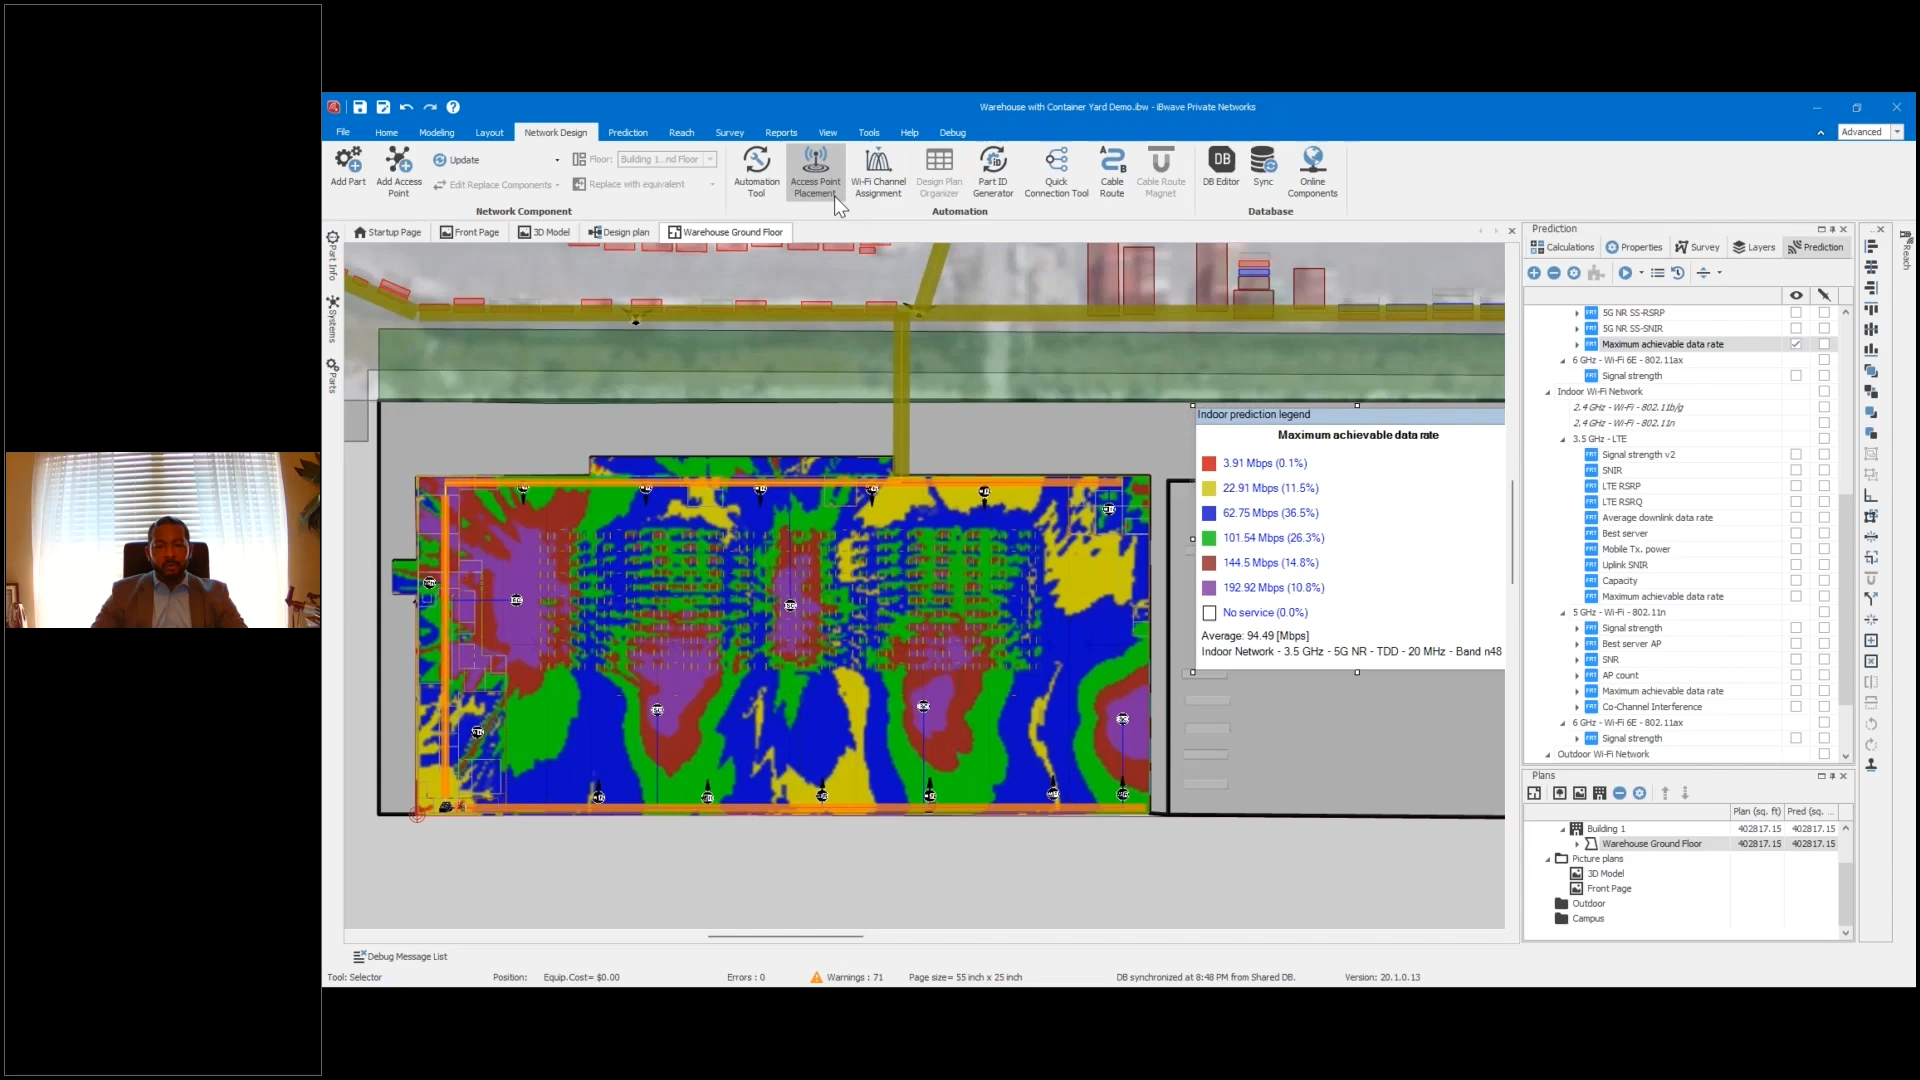 Warehouse with Container Yard Demo.ibw - iBwave Private Networks
File Home Modeling Layout Network Design Prediction Reach Survey Reports View Tools Help Debug Advanced
Add Part
Add Access Point
Update
Edit Replace Components
Floor: Building 1...nd Floor
Replace with equivalent
Automation Tool
Access Point Placement
Wi-Fi Channel Assignment
Design Plan Organizer
Part ID Generator
Quick Connection Tool
Cable Route
Cable Route Magnet
DB Editor
Sync
Online Components
Network Component Automation Database
Startup Page Front Page 3D Model Design plan Warehouse Ground Floor
Part Info
Systems
Parts
Indoor prediction legend
Maximum achievable data rate
3.91 Mbps (0.1%)
22.91 Mbps (11.5%)
62.75 Mbps (36.5%)
101.54 Mbps (26.3%)
144.5 Mbps (14.8%)
192.92 Mbps (10.8%)
No service (0.0%)
Average: 94.49 [Mbps]
Indoor Network - 3.5 GHz - 5G NR - TDD - 20 MHz - Band n48
Prediction
Calculations Properties Survey Layers Prediction
5G NR SS-RSRP
5G NR SS-SNIR
Maximum achievable data rate
6 GHz - Wi-Fi 6E - 802.11ax
Signal strength
Indoor Wi-Fi Network
2.4 GHz - Wi-Fi - 802.11b/g
2.4 GHz - Wi-Fi - 802.11n
3.5 GHz - LTE
Signal strength v2
SNIR
LTE RSRP
LTE RSRQ
Average downlink data rate
Best server
Mobile Tx. power
Uplink SNIR
Capacity
Maximum achievable data rate
5 GHz - Wi-Fi - 802.11n
Signal strength
Best server AP
SNR
AP count
Maximum achievable data rate
Co-Channel Interference
6 GHz - Wi-Fi 6E - 802.11ax
Signal strength
Outdoor Wi-Fi Network
Reach
Plans
Plan (sq. ft) Pred (sq. ...
Building 1 402817.15 402817.15
Warehouse Ground Floor 402817.15 402817.15
Picture plans
3D Model
Front Page
Outdoor
Campus
Debug Message List
Tool: Selector Position: Equip.Cost= $0.00 Errors : 0 Warnings : 71 Page size= 55 inch x 25 inch DB synchronized at 8:48 PM from Shared DB. Version: 20.1.0.13